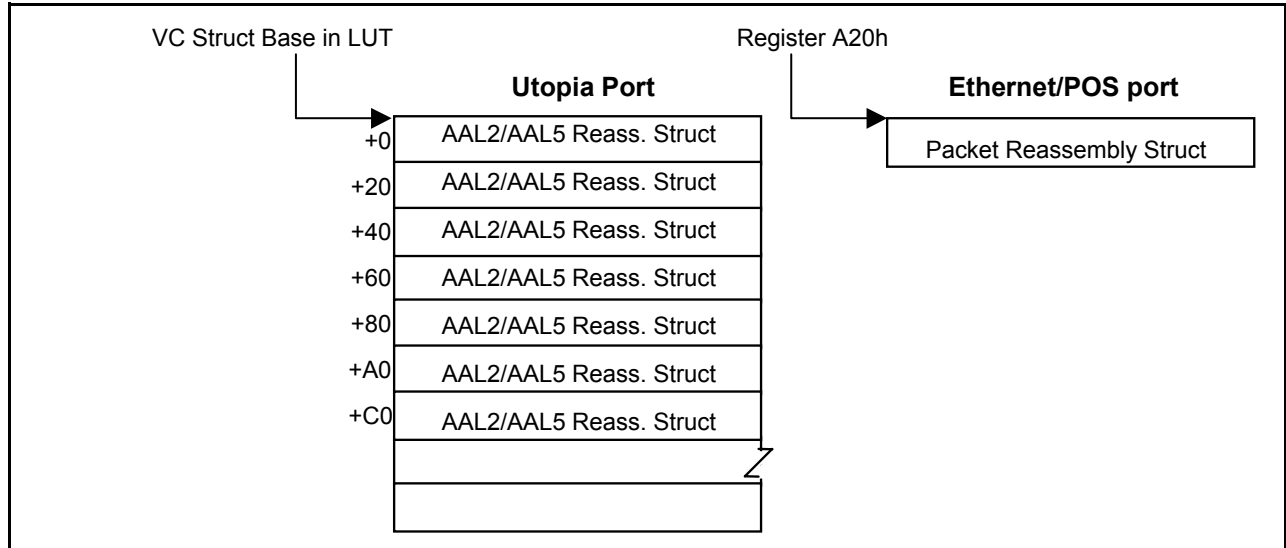 VC Struct Base in LUT
Register A20h
Utopia Port
Ethernet/POS port
+0 AAL2/AAL5 Reass. Struct
Packet Reassembly Struct
+20 AAL2/AAL5 Reass. Struct
+40 AAL2/AAL5 Reass. Struct
+60 AAL2/AAL5 Reass. Struct
+80 AAL2/AAL5 Reass. Struct
+A0 AAL2/AAL5 Reass. Struct
+C0 AAL2/AAL5 Reass. Struct